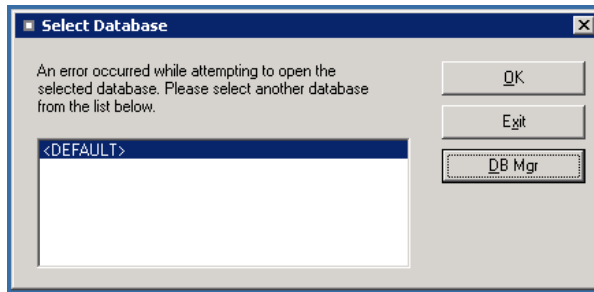 Select Database
An error occurred while attempting to open the
selected database. Please select another database
from the list below.
<DEFAULT>
OK
Exit
DB Mgr